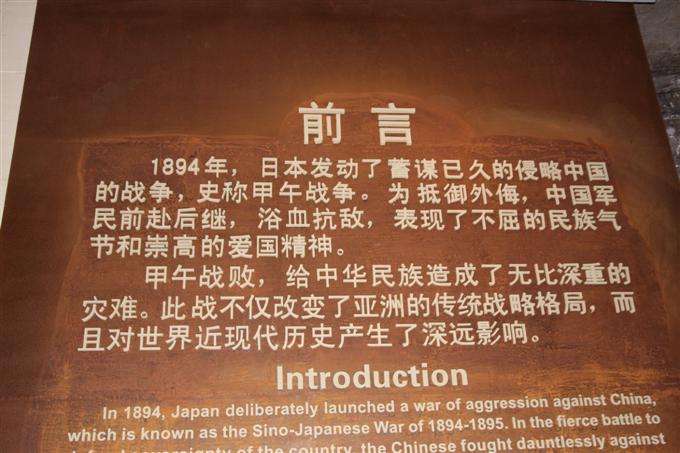 前言
1894年，日本发动了蓄谋已久的侵略中国
的战争，史称甲午战争。为抵御外侮，中国军
民前赴后继，浴血抗敌，表现了不屈的民族气
节和崇高的爱国精神。
甲午战败，给中华民族造成了无比深重的
灾难。此战不仅改变了亚洲的传统战略格局，而
且对世界近现代历史产生了深远影响。
Introduction
In 1894, Japan deliberately launched a war of aggression against China,
which is known as the Sino-Japanese War of 1894-1895. In the fierce battle to
sovereignty of the country, the Chinese fought dauntlessly against